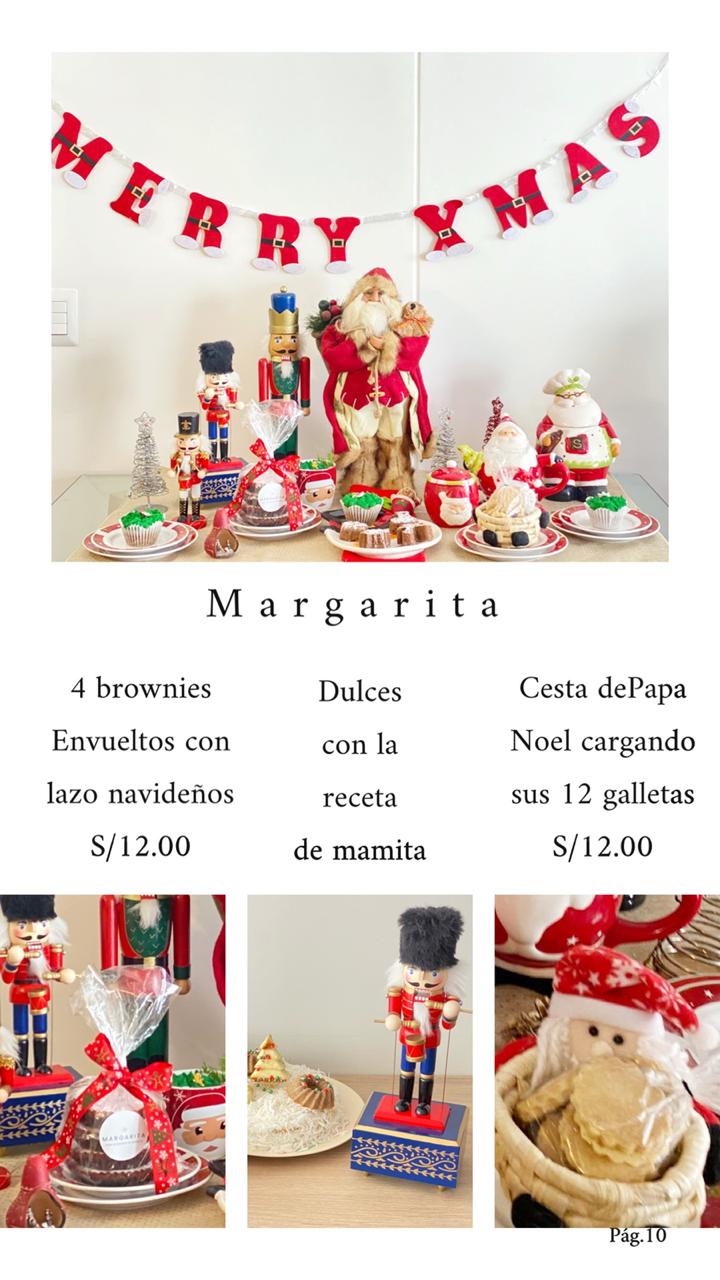 MERRY XMAS
Margarita
4 brownies
Envueltos con
lazo navideños
S/12.00
Dulces
con la
receta
de mamita
Cesta dePapa
Noel cargando
sus 12 galletas
S/12.00
MARGARITA
Pág.10